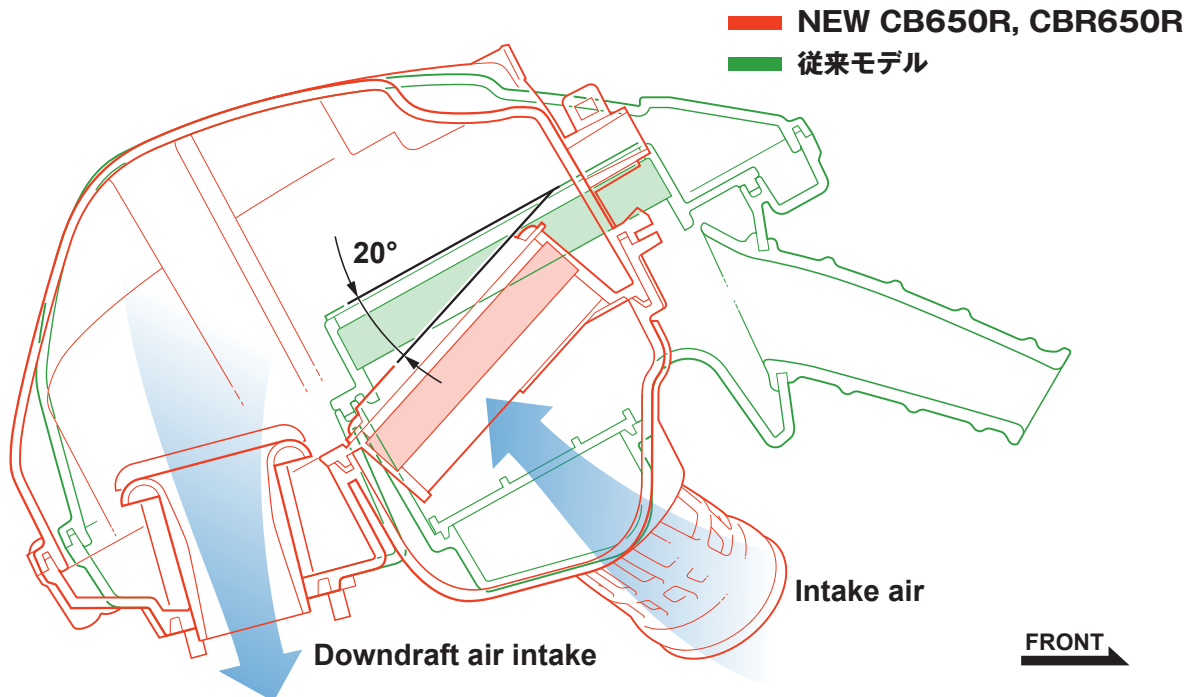 NEW CB650R, CBR650R
従来モデル
20°
Intake air
Downdraft air intake
FRONT